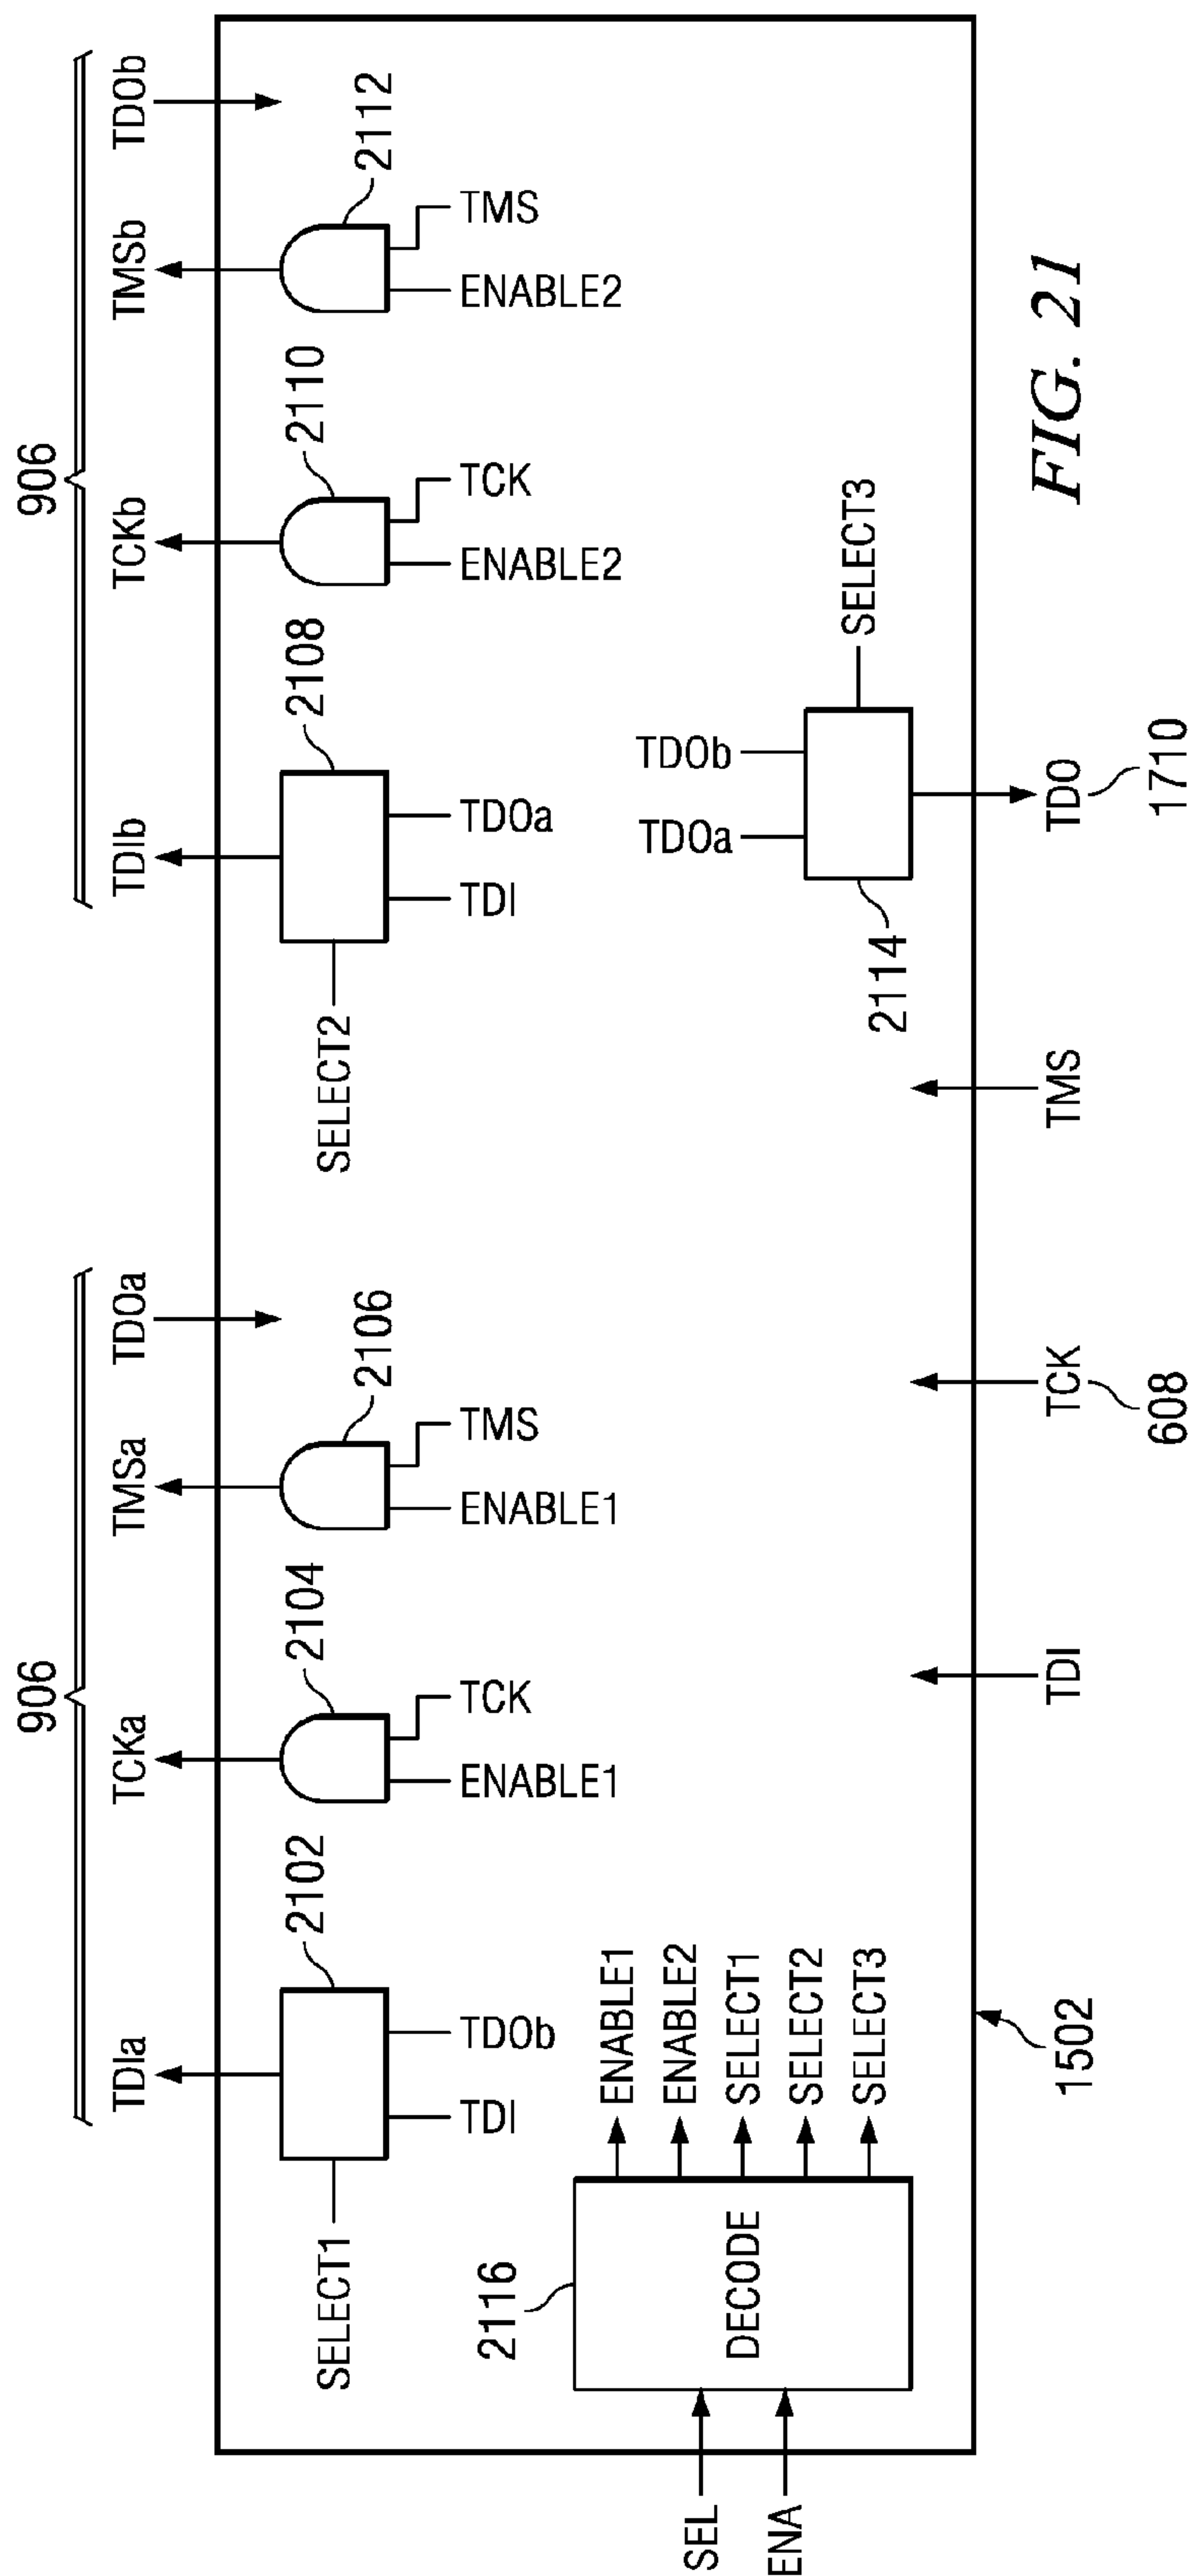 906
906
TDIa
TCKa
TMSa
TDOa
TDIb
TCKb
TMSb
TDOb
2102
2104
2106
2108
2110
2112
SELECT1
TDI
TDOb
ENABLE1
TCK
ENABLE1
TMS
SELECT2
TDI
TDOa
ENABLE2
TCK
ENABLE2
TMS
2116
SEL
ENA
DECODE
ENABLE1
ENABLE2
SELECT1
SELECT2
SELECT3
TDOa
TDOb
SELECT3
2114
1502
TDI
TCK
608
TMS
TDO
1710
FIG. 21